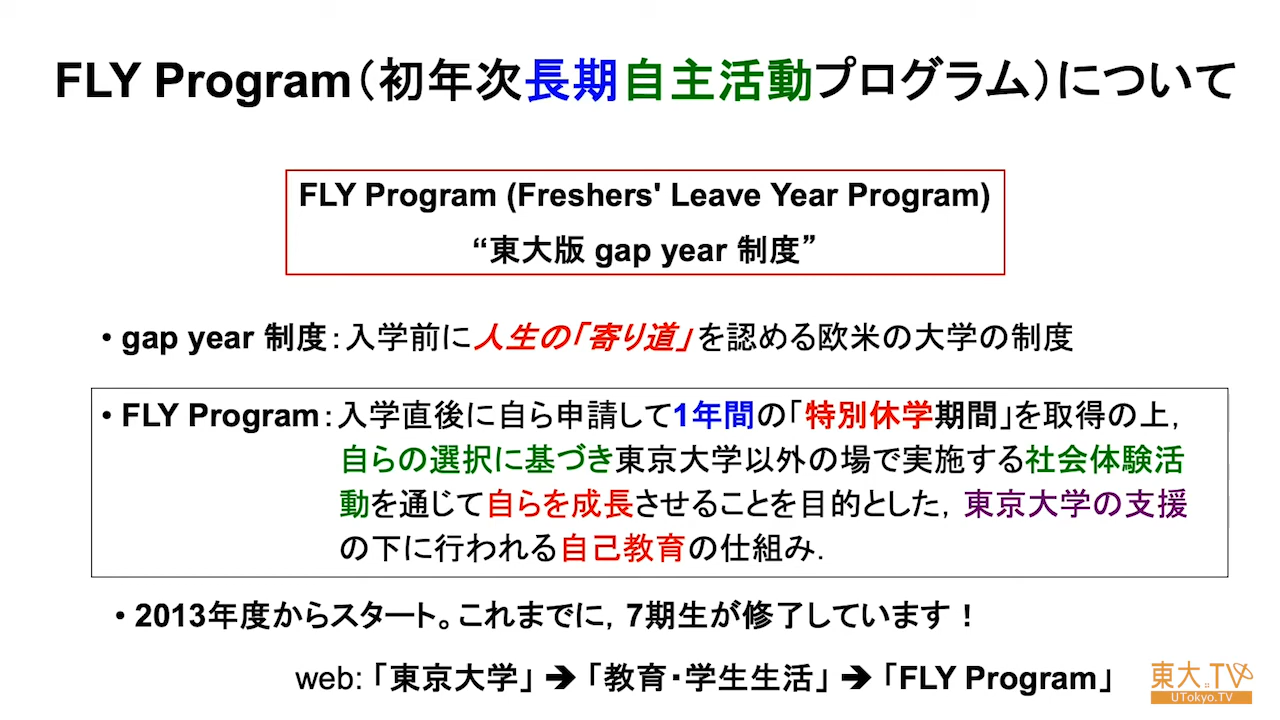 FLY Program（初年次長期自主活動プログラム）について
FLY Program (Freshers' Leave Year Program)
“東大版 gap year 制度”
• gap year 制度：入学前に人生の「寄り道」を認める欧米の大学の制度
• FLY Program：入学直後に自ら申請して1年間の「特別休学期間」を取得の上，
自らの選択に基づき東京大学以外の場で実施する社会体験活
動を通じて自らを成長させることを目的とした，東京大学の支援
の下に行われる自己教育の仕組み．
• 2013年度からスタート。これまでに，7期生が修了しています！
web: 「東京大学」 ➔ 「教育・学生生活」 ➔ 「FLY Program」
東大.TV
UTokyo.TV